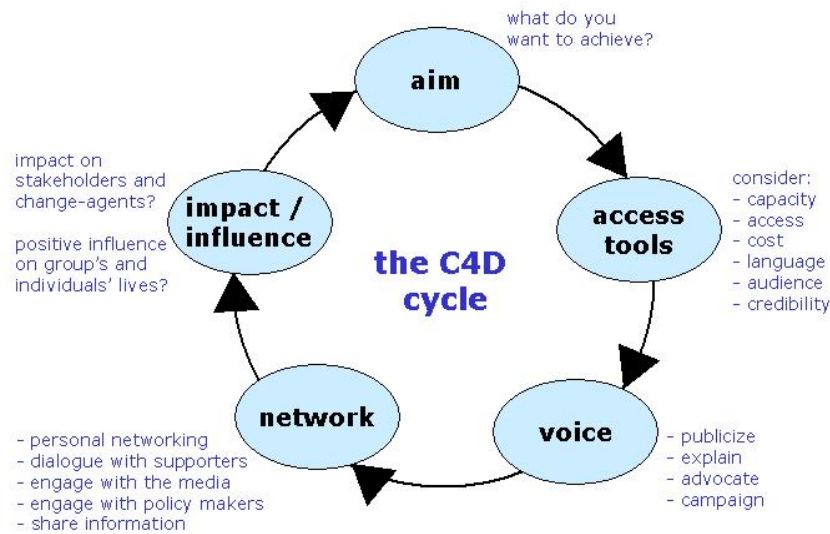 what do you
want to achieve?
aim
consider:
- capacity
- access
- cost
- language
- audience
- credibility
access
tools
- publicize
- explain
- advocate
- campaign
voice
network
- personal networking
- dialogue with supporters
- engage with the media
- engage with policy makers
- share information
impact /
influence
impact on
stakeholders and
change-agents?
positive influence
on group's and
individuals' lives?
the C4D
cycle